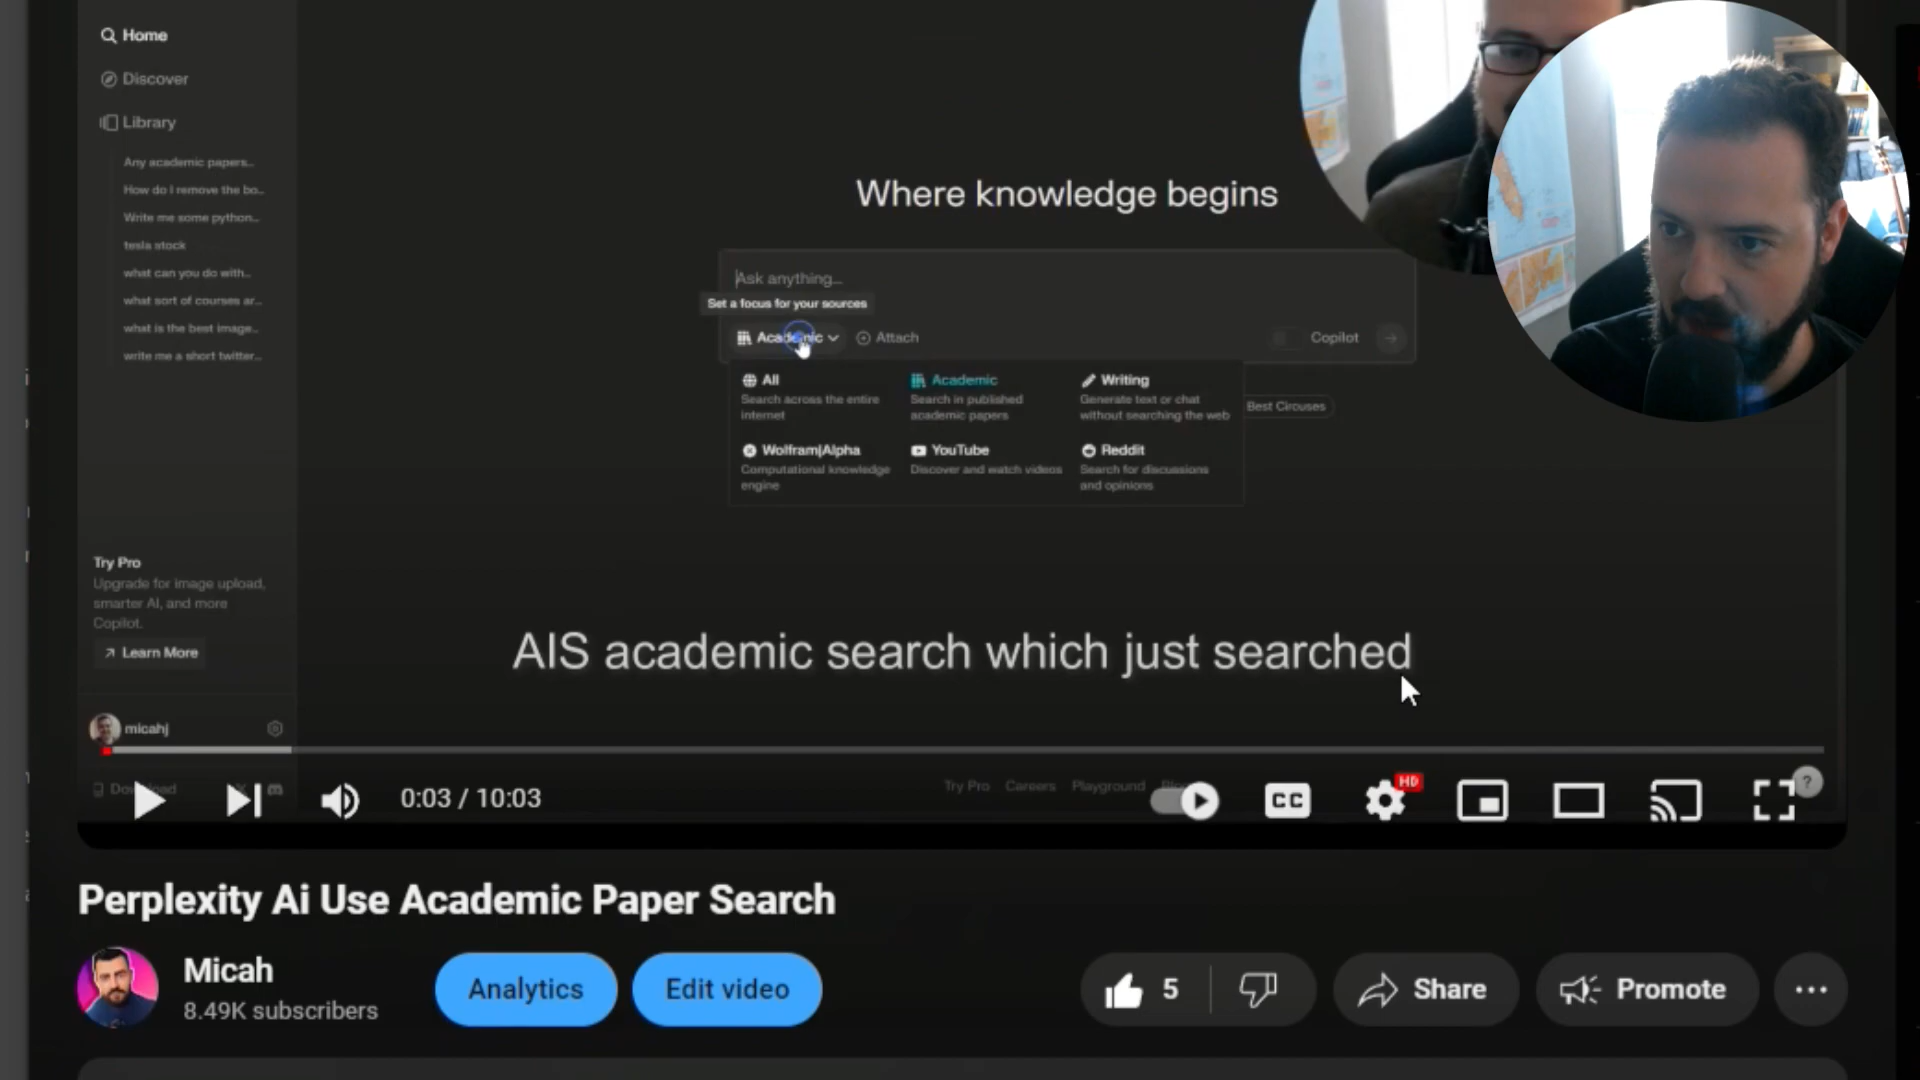 Home
Discover
Library
Any academic papers...
How do I remove the bo...
Write me some python...
tesla stock
what can you do with...
what sort of courses ar...
what is the best image...
write me a short twitter...
Where knowledge begins
Ask anything...
Set a focus for your sources
Academic
Attach
Copilot
All
Search across the entire
internet
Academic
Search in published
academic papers
Writing
Generate text or chat
without searching the web
Best Cirouses
Wolfram|Alpha
Computational knowledge
engine
YouTube
Discover and watch videos
Reddit
Search for discussions
and opinions
Try Pro
Upgrade for image upload,
smarter AI, and more
Copilot.
Learn More
AIS academic search which just searched
micahj
Try Pro
Careers
Playground
0:03 / 10:03
CC
HD
?
Perplexity Ai Use Academic Paper Search
Micah
8.49K subscribers
Analytics
Edit video
5
Share
Promote